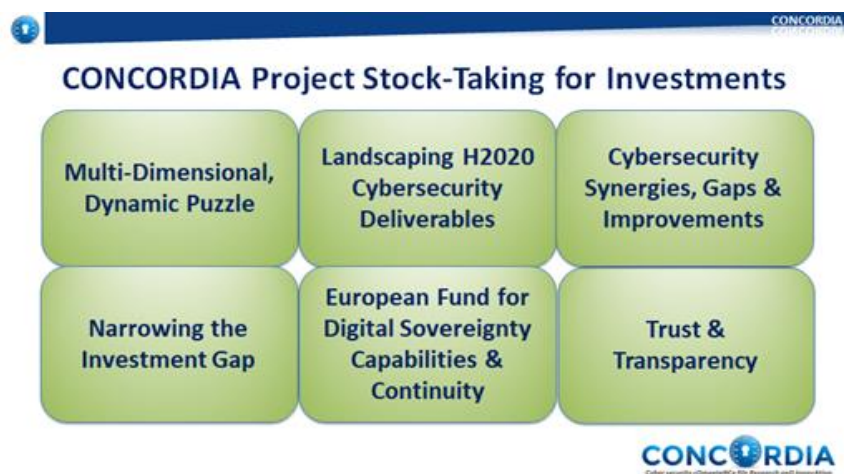 CONCORDIA
CONCORDIA Project Stock-Taking for Investments
Multi-Dimensional,
Dynamic Puzzle
Landscaping H2020
Cybersecurity
Deliverables
Cybersecurity
Synergies, Gaps &
Improvements
Narrowing the
Investment Gap
European Fund for
Digital Sovereignty
Capabilities &
Continuity
Trust &
Transparency
CONCORDIA